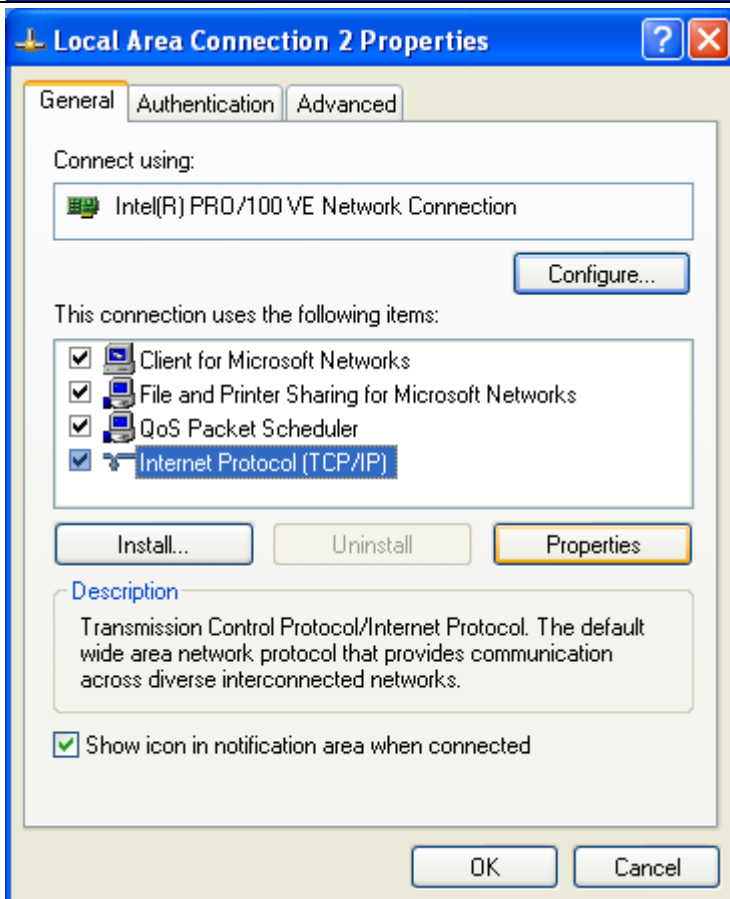 Local Area Connection 2 Properties
General Authentication Advanced
Connect using:
Intel(R) PRO/100 VE Network Connection
Configure...
This connection uses the following items:
Client for Microsoft Networks
File and Printer Sharing for Microsoft Networks
QoS Packet Scheduler
Internet Protocol (TCP/IP)
Install... Uninstall Properties
Description
Transmission Control Protocol/Internet Protocol. The default
wide area network protocol that provides communication
across diverse interconnected networks.
Show icon in notification area when connected
OK Cancel